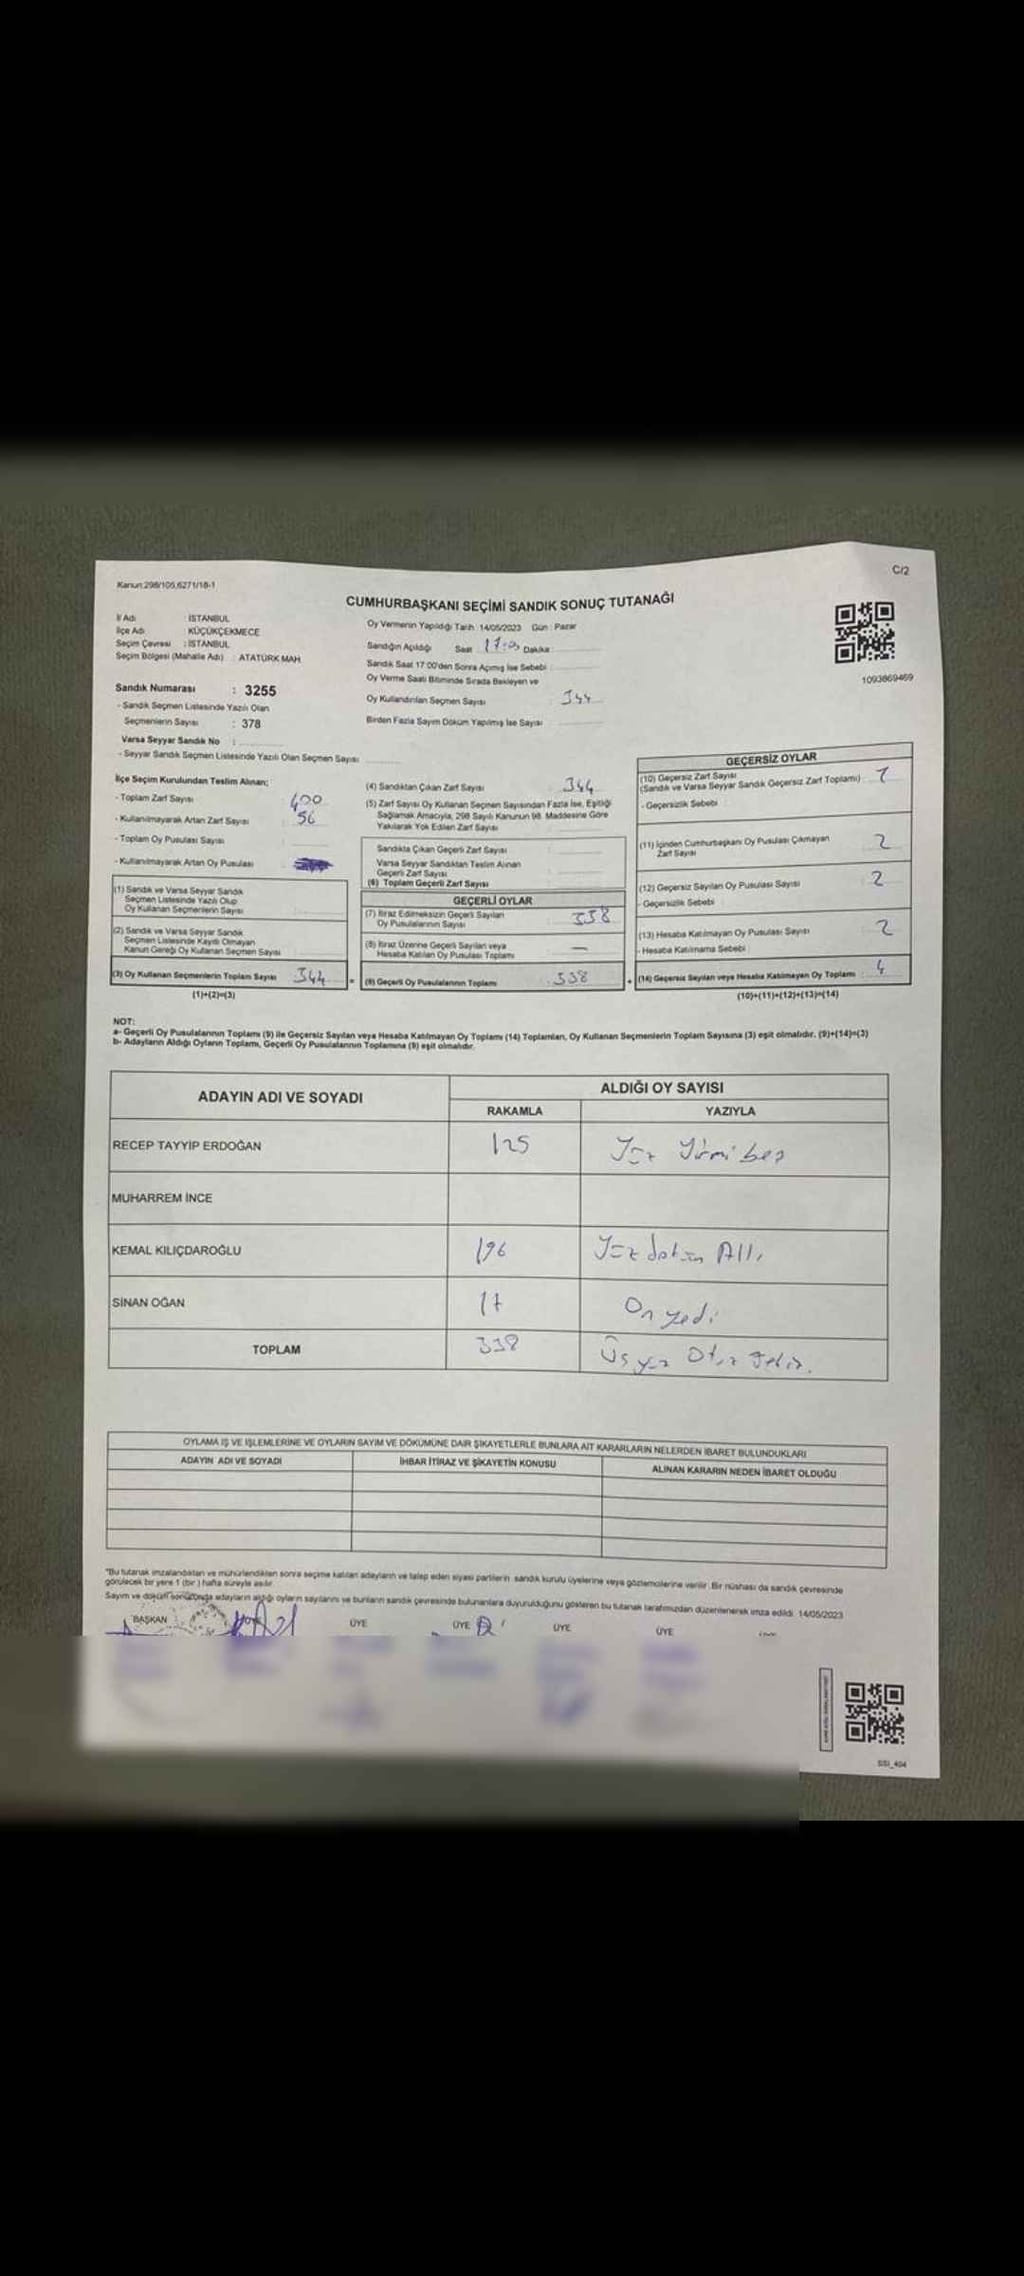 Kanun:298/105,6271/18-1
C/2
CUMHURBAŞKANI SEÇİMİ SANDIK SONUÇ TUTANAĞI
İl Adı : İSTANBUL
İlçe Adı : KÜÇÜKÇEKMECE
Seçim Çevresi : İSTANBUL
Seçim Bölgesi (Mahalle Adı) : ATATÜRK MAH
Oy Vermenin Yapıldığı Tarih 14/05/2023 Gün : Pazar
Sandığın Açıldığı Saat Dakika
Sandık Saat 17:00'den Sonra Açılmış İse Sebebi
Oy Verme Saati Bitiminde Sırada Bekleyen ve
Oy Kullandırılan Seçmen Sayısı 344
Birden Fazla Sayım Döküm Yapılmış İse Sayısı
1093869469
Sandık Numarası : 3255
- Sandık Seçmen Listesinde Yazılı Olan
Seçmenlerin Sayısı : 378
Varsa Seyyar Sandık No :
- Seyyar Sandık Seçmen Listesinde Yazılı Olan Seçmen Sayısı
İlçe Seçim Kurulundan Teslim Alınan;
- Toplam Zarf Sayısı 400
- Kullanılmayarak Artan Zarf Sayısı 56
- Toplam Oy Pusulası Sayısı
- Kullanılmayarak Artan Oy Pusulası
(1) Sandık ve Varsa Seyyar Sandık
Seçmen Listesinde Yazılı Olup
Oy Kullanan Seçmenlerin Sayısı
(2) Sandık ve Varsa Seyyar Sandık
Seçmen Listesinde Kayıtlı Olmayan
Kanun Gereği Oy Kullanan Seçmen Sayısı
(3) Oy Kullanan Seçmenlerin Toplam Sayısı 344
(1)+(2)=(3)
(4) Sandıktan Çıkan Zarf Sayısı 344
(5) Zarf Sayısı Oy Kullanan Seçmen Sayısından Fazla İse, Eşitliği
Sağlamak Amacıyla, 298 Sayılı Kanunun 98. Maddesine Göre
Yakılarak Yok Edilen Zarf Sayısı
Sandıkta Çıkan Geçerli Zarf Sayısı
Varsa Seyyar Sandıktan Teslim Alınan
Geçerli Zarf Sayısı
(6) Toplam Geçerli Zarf Sayısı
GEÇERLİ OYLAR
(7) İtiraz Edilmeksizin Geçerli Sayılan
Oy Pusulalarının Sayısı 338
(8) İtiraz Üzerine Geçerli Sayılan veya
Hesaba Katılan Oy Pusulası Toplamı —
(9) Geçerli Oy Pusulalarının Toplamı 338
GEÇERSİZ OYLAR
(10) Geçersiz Zarf Sayısı
(Sandık ve Varsa Seyyar Sandık Geçersiz Zarf Toplamı)
- Geçersizlik Sebebi
(11) İçinden Cumhurbaşkanı Oy Pusulası Çıkmayan
Zarf Sayısı 2
(12) Geçersiz Sayılan Oy Pusulası Sayısı 2
- Geçersizlik Sebebi
(13) Hesaba Katılmayan Oy Pusulası Sayısı 2
- Hesaba Katılmama Sebebi
(14) Geçersiz Sayılan veya Hesaba Katılmayan Oy Toplamı
(10)+(11)+(12)+(13)=(14)
NOT:
a- Geçerli Oy Pusulalarının Toplamı (9) ile Geçersiz Sayılan veya Hesaba Katılmayan Oy Toplamı (14) Toplamları, Oy Kullanan Seçmenlerin Toplam Sayısına (3) eşit olmalıdır. (9)+(14)=(3)
b- Adayların Aldığı Oyların Toplamı, Geçerli Oy Pusulalarının Toplamına (9) eşit olmalıdır.
ADAYIN ADI VE SOYADI
ALDIĞI OY SAYISI
RAKAMLA YAZIYLA
RECEP TAYYİP ERDOĞAN 125 Yüz Yirmi beş
MUHARREM İNCE
KEMAL KILIÇDAROĞLU 196 Yüz doksan Altı
SİNAN OĞAN 17 On yedi
TOPLAM 338 Üç yüz Otuz Sekiz.
OYLAMA İŞ VE İŞLEMLERİNE VE OYLARIN SAYIM VE DÖKÜMÜNE DAİR ŞİKAYETLERLE BUNLARA AİT KARARLARIN NELERDEN İBARET BULUNDUKLARI
ADAYIN ADI VE SOYADI İHBAR İTİRAZ VE ŞİKAYETİN KONUSU ALINAN KARARIN NEDEN İBARET OLDUĞU
"Bu tutanak imzalandıktan ve mühürlendikten sonra seçime katılan adayların ve talep eden siyasi partilerin sandık kurulu üyelerine veya gözlemcilerine verilir. Bir nüshası da sandık çevresinde
görülecek bir yere 1 (bir) hafta süreyle asılır.
Sayım ve döküm sonucunda adayların aldığı oyların sayılarını ve bunların sandık çevresinde bulunanlara duyurulduğunu gösteren bu tutanak tarafımızdan düzenlenerek imza edildi. 14/05/2023
BAŞKAN ÜYE ÜYE ÜYE ÜYE
SSI_404